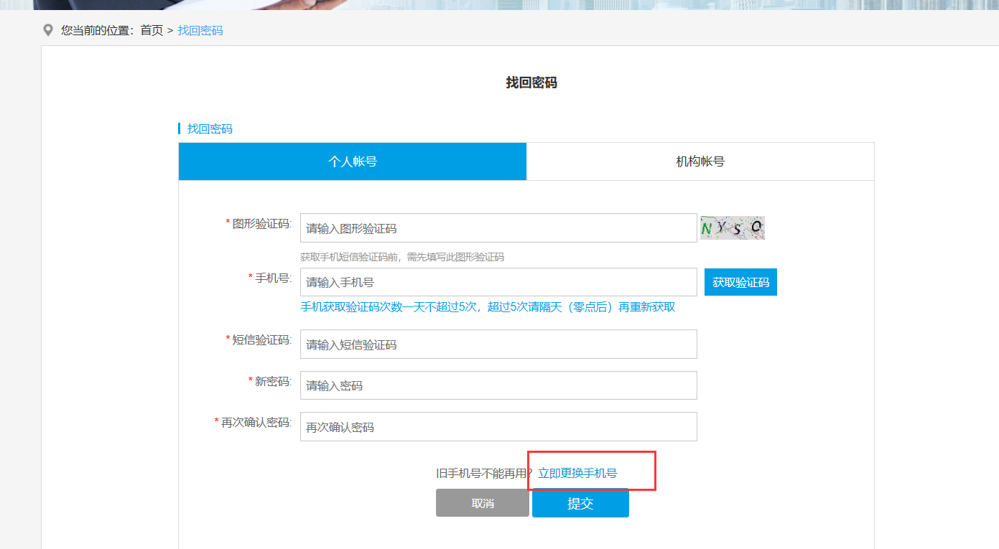 您当前的位置：首页 > 找回密码
找回密码
找回密码
个人帐号
机构帐号
*图形验证码:
请输入图形验证码
NYSO
获取手机短信验证码前，需先填写此图形验证码
*手机号:
请输入手机号
获取验证码
手机获取验证码次数一天不超过5次，超过5次请隔天（零点后）再重新获取
*短信验证码:
请输入短信验证码
*新密码:
请输入密码
*再次确认密码:
再次确认密码
旧手机号不能再用? 立即更换手机号
取消
提交